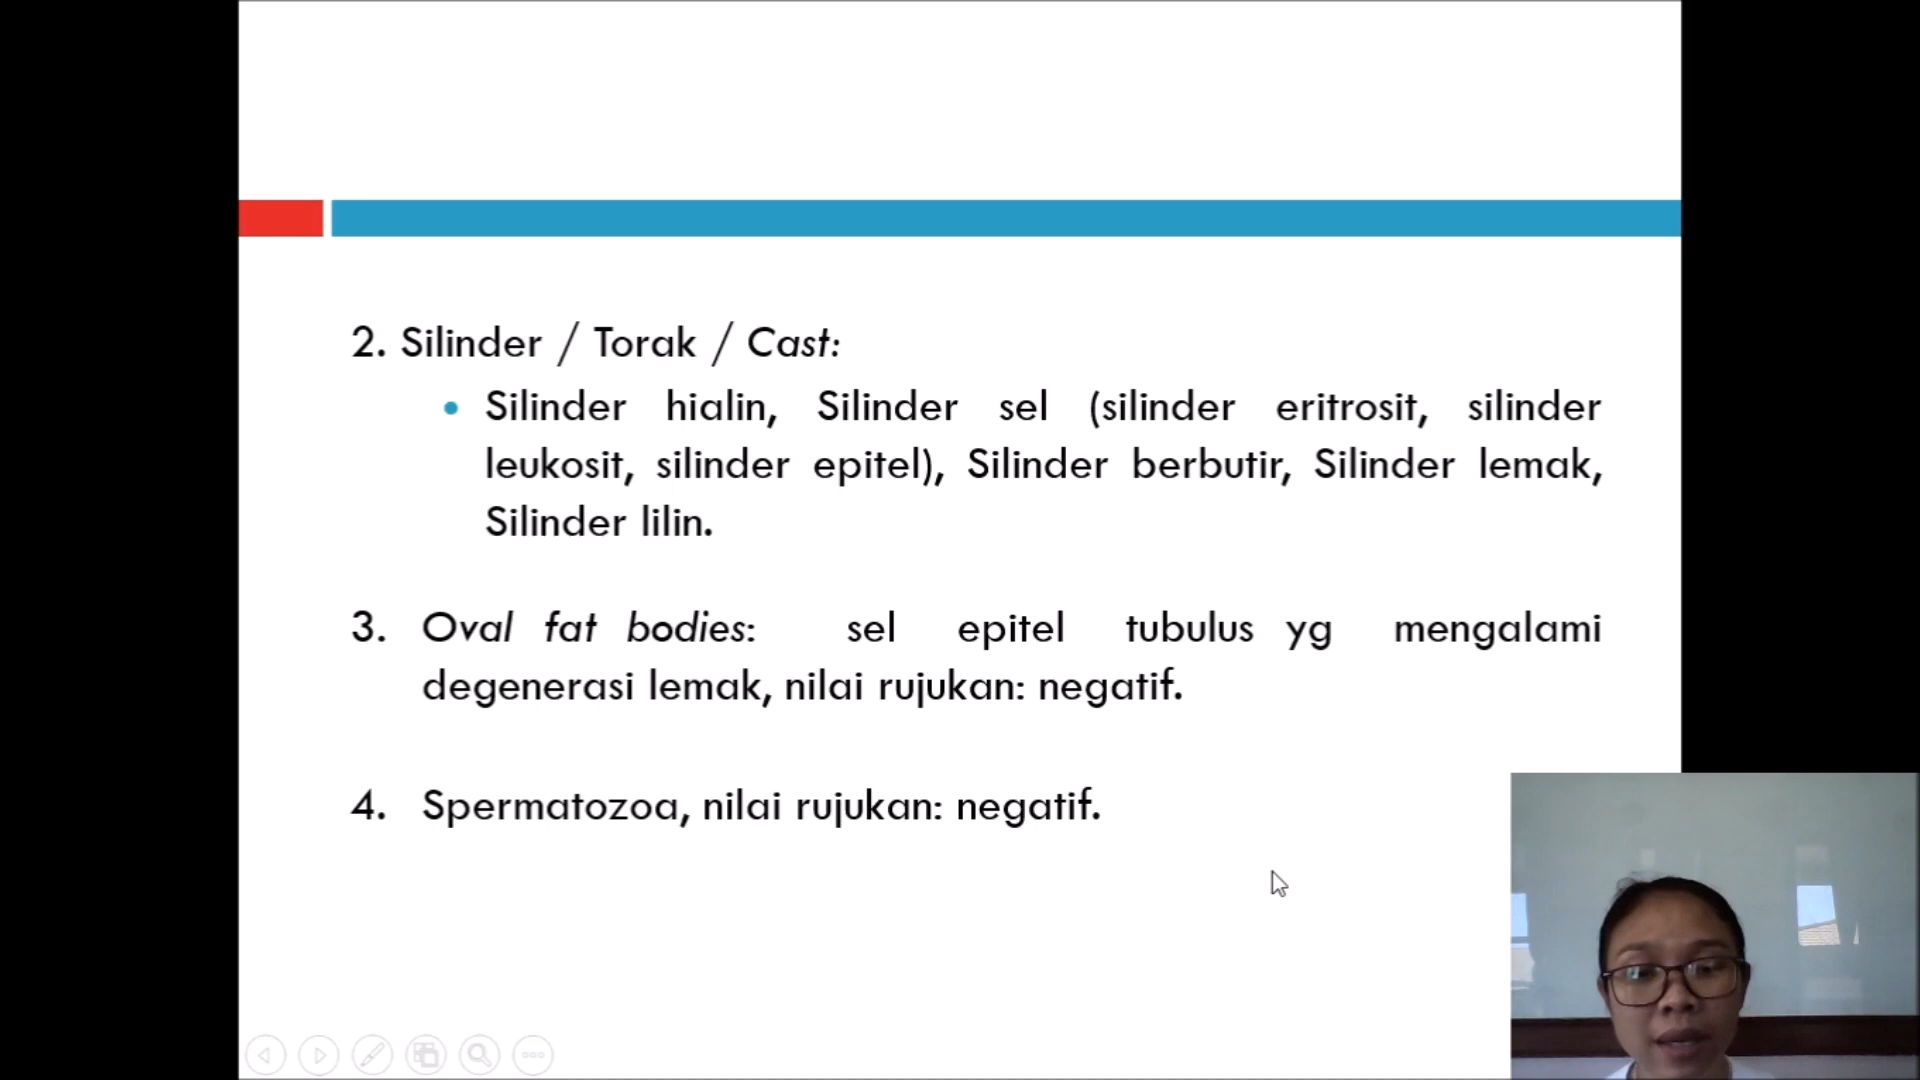 2. Silinder / Torak / Cast:
• Silinder hialin, Silinder sel (silinder eritrosit, silinder
leukosit, silinder epitel), Silinder berbutir, Silinder lemak,
Silinder lilin.
3. Oval fat bodies: sel epitel tubulus yg mengalami
degenerasi lemak, nilai rujukan: negatif.
4. Spermatozoa, nilai rujukan: negatif.